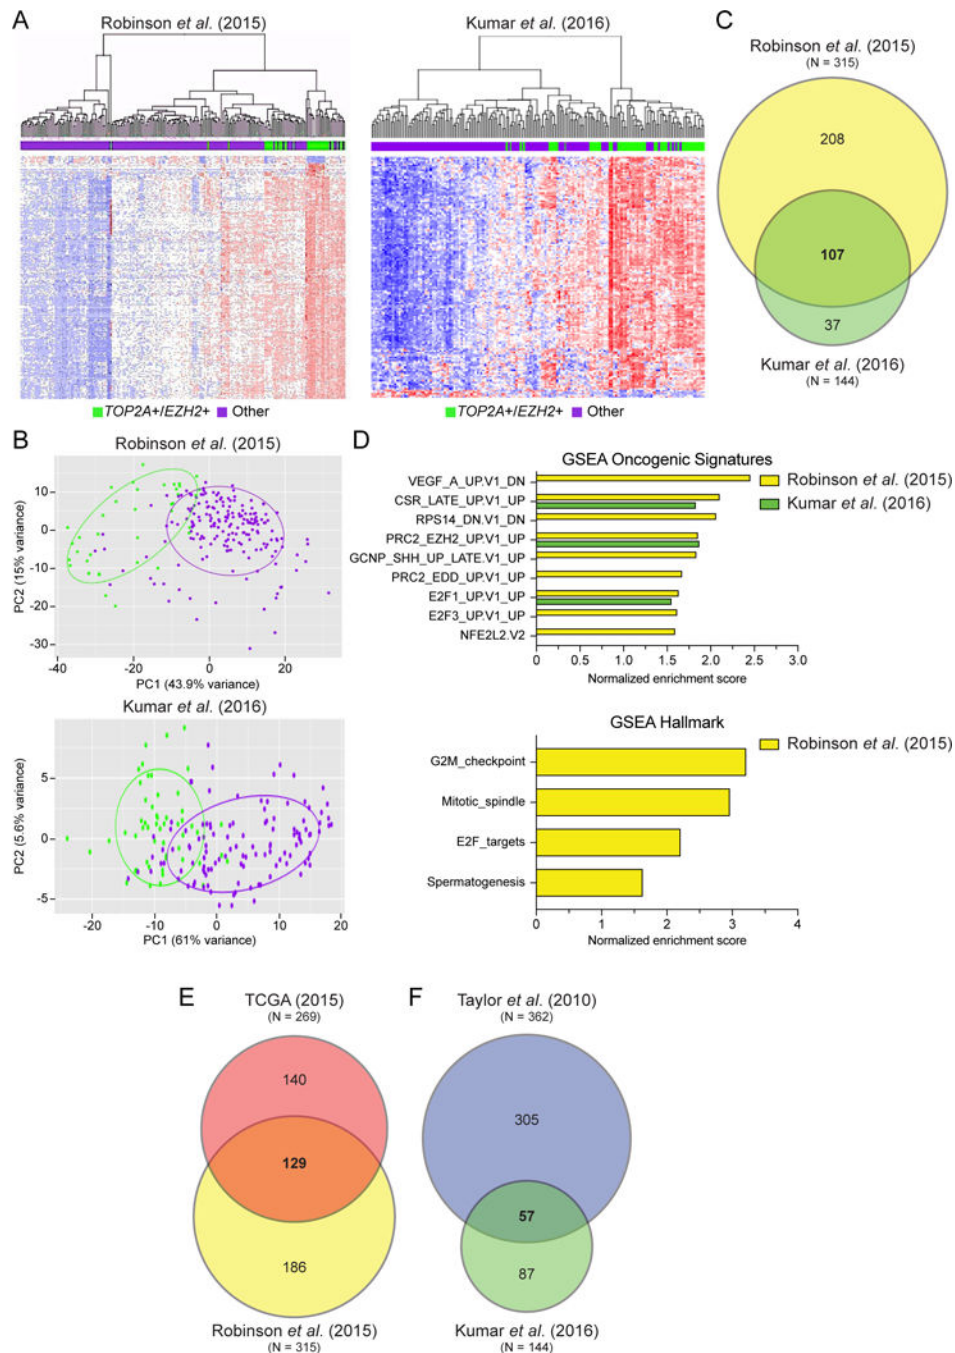 A
Robinson et al. (2015)
Kumar et al. (2016)
TOP2A+/EZH2+ Other
TOP2A+/EZH2+ Other
C
Robinson et al. (2015)
(N = 315)
208
107
37
Kumar et al. (2016)
(N = 144)
B
Robinson et al. (2015)
PC2 (15% variance)
10
0
-10
-20
-30
-40
-20
0
20
PC1 (43.9% variance)
Kumar et al. (2016)
PC2 (5.6% variance)
5
0
-5
-20
-10
0
10
20
PC1 (61% variance)
D
GSEA Oncogenic Signatures
Robinson et al. (2015)
Kumar et al. (2016)
VEGF_A_UP.V1_DN
CSR_LATE_UP.V1_UP
RPS14_DN.V1_DN
PRC2_EZH2_UP.V1_UP
GCNP_SHH_UP_LATE.V1_UP
PRC2_EDD_UP.V1_UP
E2F1_UP.V1_UP
E2F3_UP.V1_UP
NFE2L2.V2
0 0.5 1.0 1.5 2.0 2.5 3.0
Normalized enrichment score
GSEA Hallmark
Robinson et al. (2015)
G2M_checkpoint
Mitotic_spindle
E2F_targets
Spermatogenesis
0 1 2 3 4
Normalized enrichment score
E
TCGA (2015)
(N = 269)
140
129
186
Robinson et al. (2015)
(N = 315)
F
Taylor et al. (2010)
(N = 362)
305
57
87
Kumar et al. (2016)
(N = 144)